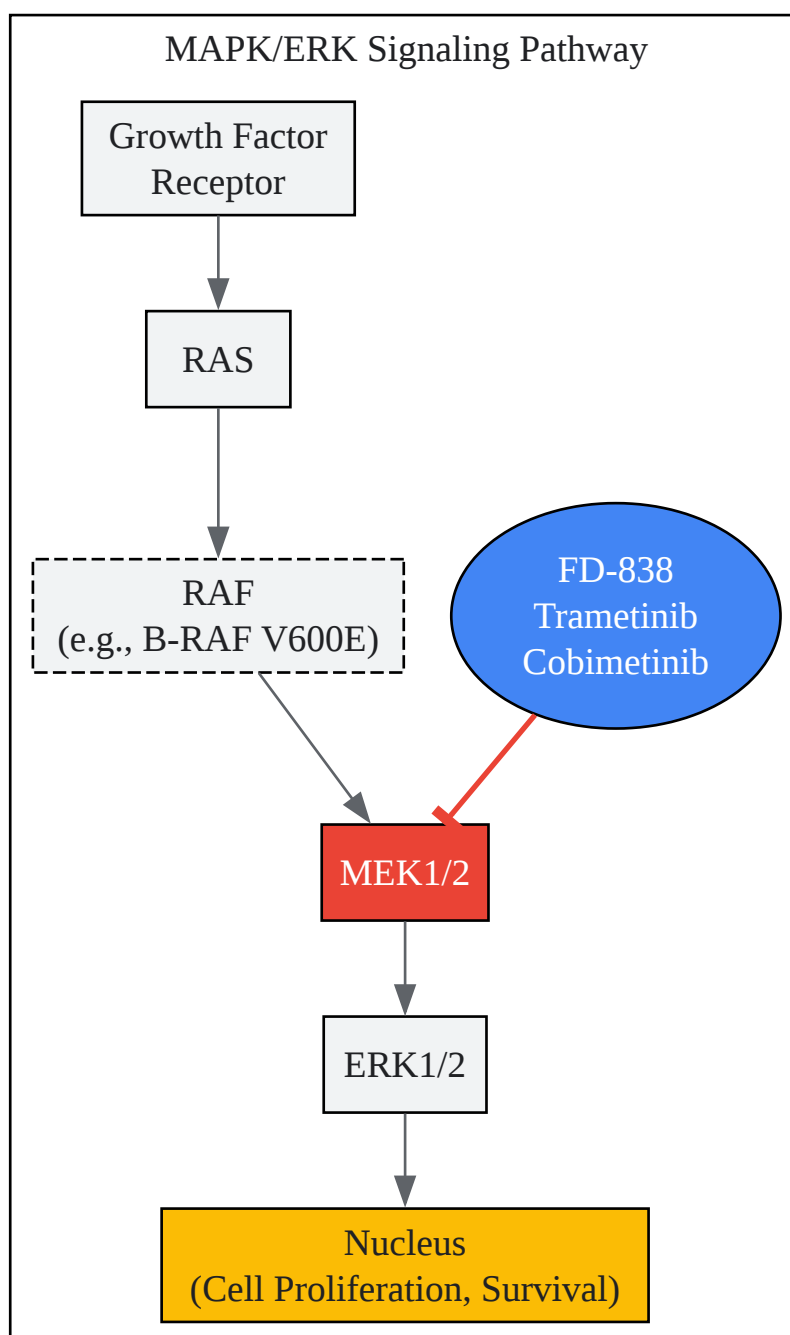 MAPK/ERK Signaling Pathway
Growth Factor
Receptor
RAS
RAF
(e.g., B-RAF V600E)
FD-838
Trametinib
Cobimetinib
MEK1/2
ERK1/2
Nucleus
(Cell Proliferation, Survival)